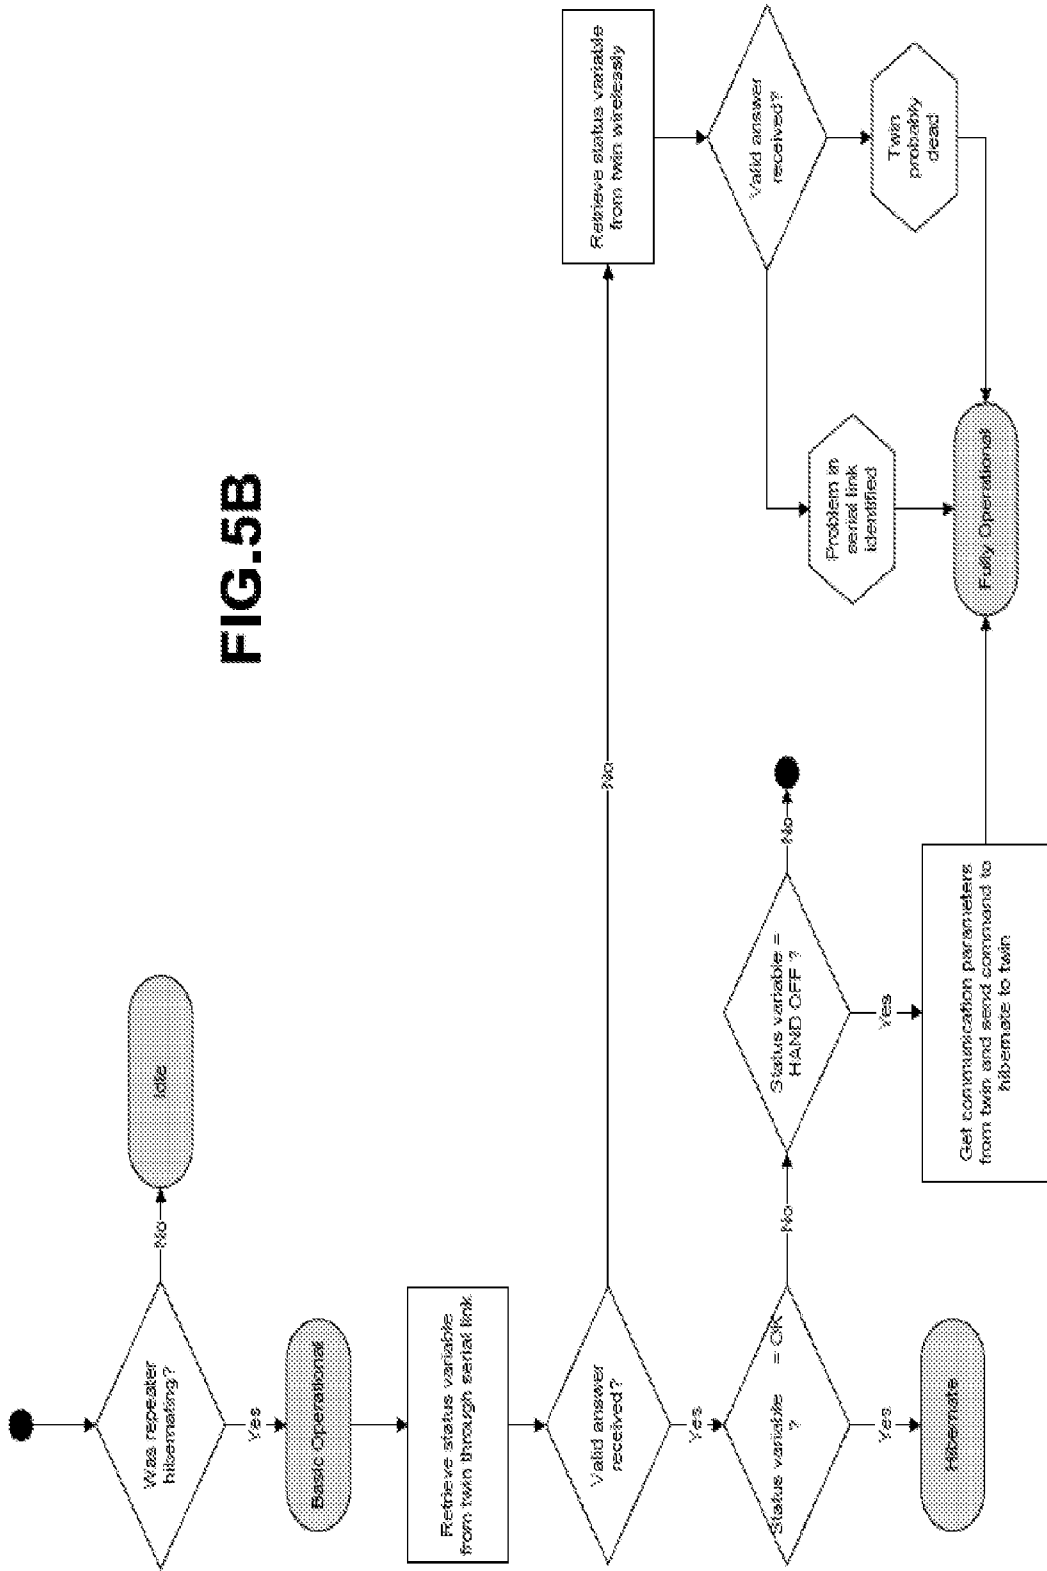 FIG.5B
Was repeater
hibernating?
No
Idle
Yes
Basic Operational
Retrieve status variable
from twin through serial link
Valid answer
received?
No
Retrieve status variable
from twin wirelessly
Valid answer
received?
Twin
probably
dead
Problem in
serial link
identified
Fully Operational
Yes
Status variable = OK
?
No
Status variable =
HAND OFF ?
No
Yes
Get communication parameters
from twin and send command to
hibernate to twin
Yes
Hibernate